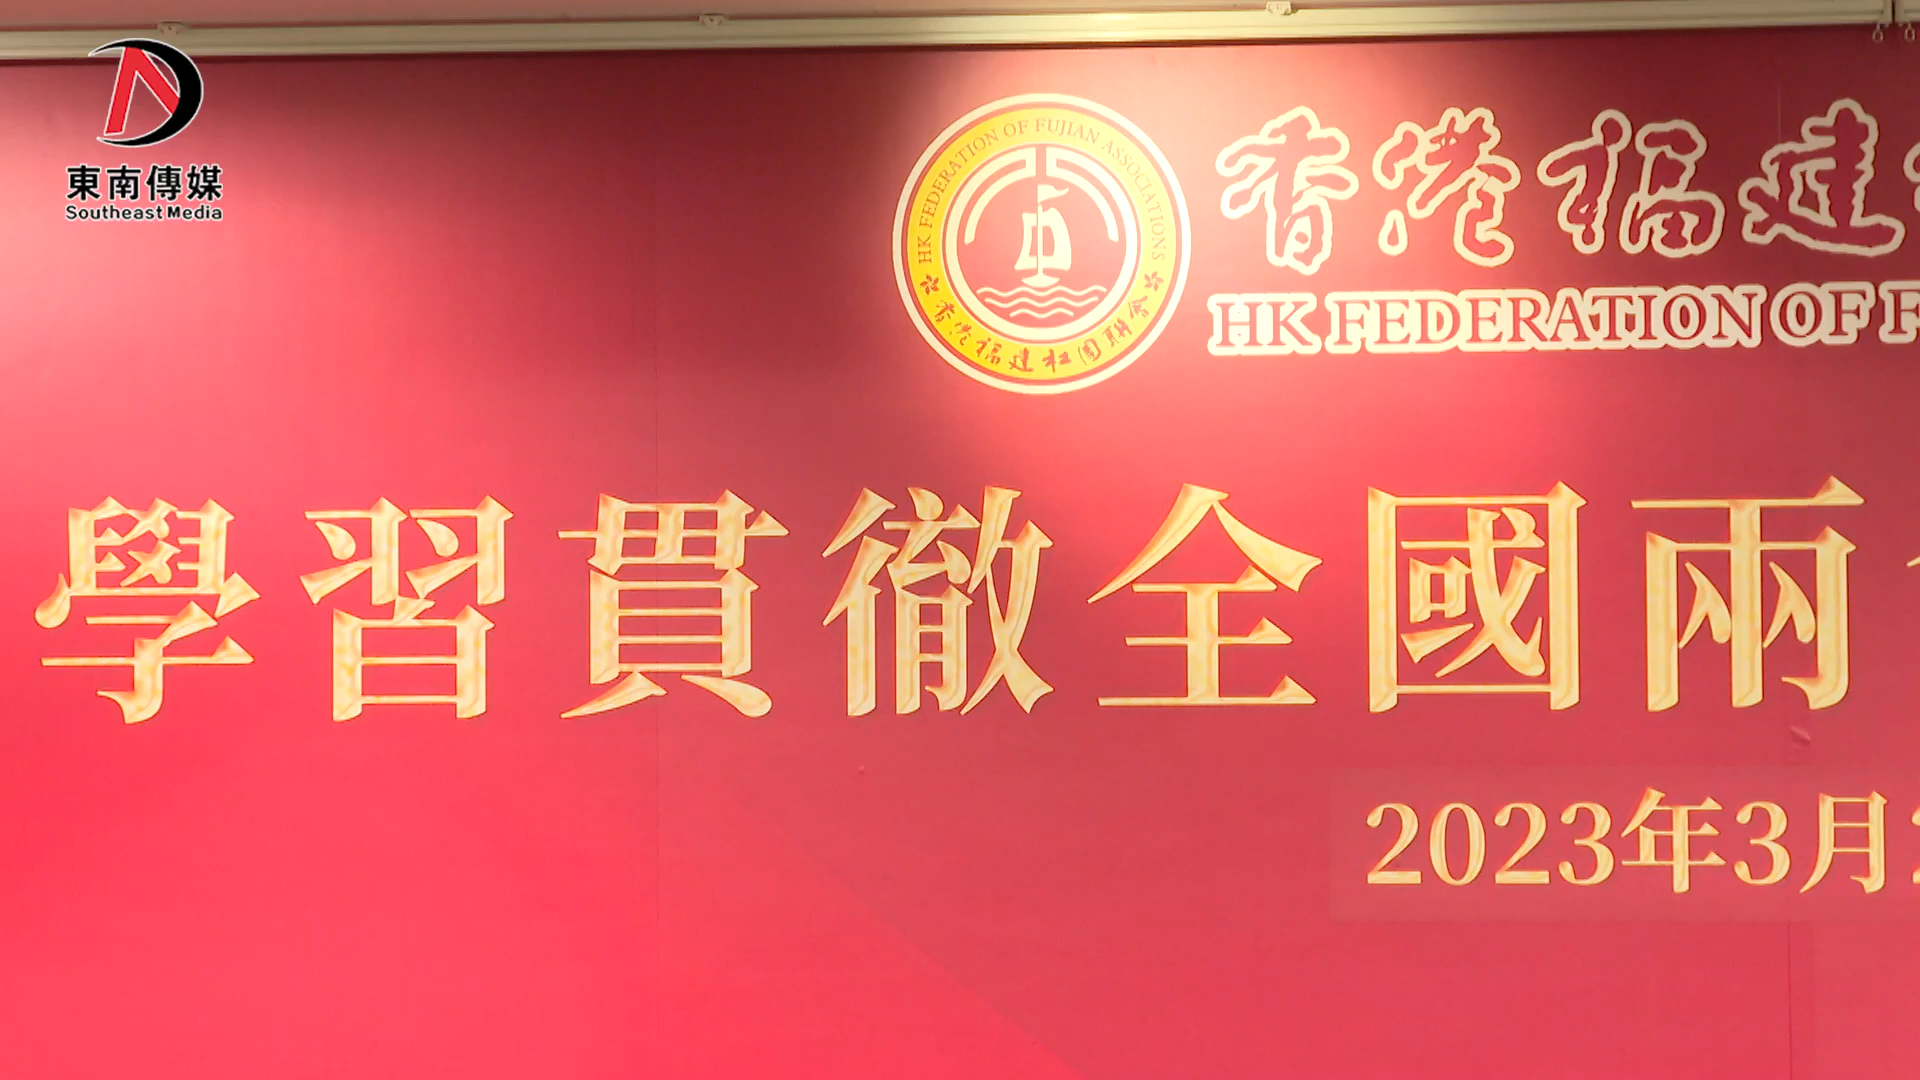 東南傳媒
Southeast Media
HK FEDERATION OF FUJIAN ASSOCIATIONS
香港福建社團聯會
香港福建
HK FEDERATION OF F
學習貫徹全國兩
2023年3月2